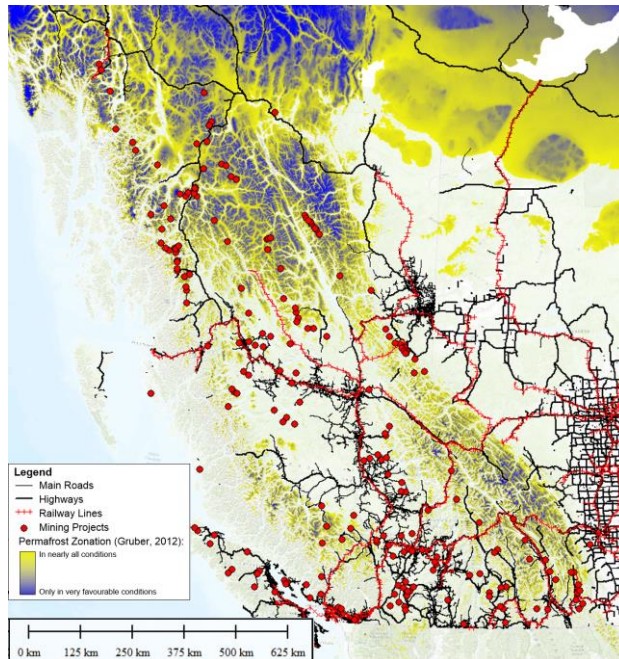 Legend
Main Roads
Highways
Railway Lines
Mining Projects
Permafrost Zonation (Gruber, 2012):
In nearly all conditions
Only in very favourable conditions
0 km 125 km 250 km 375 km 500 km 625 km